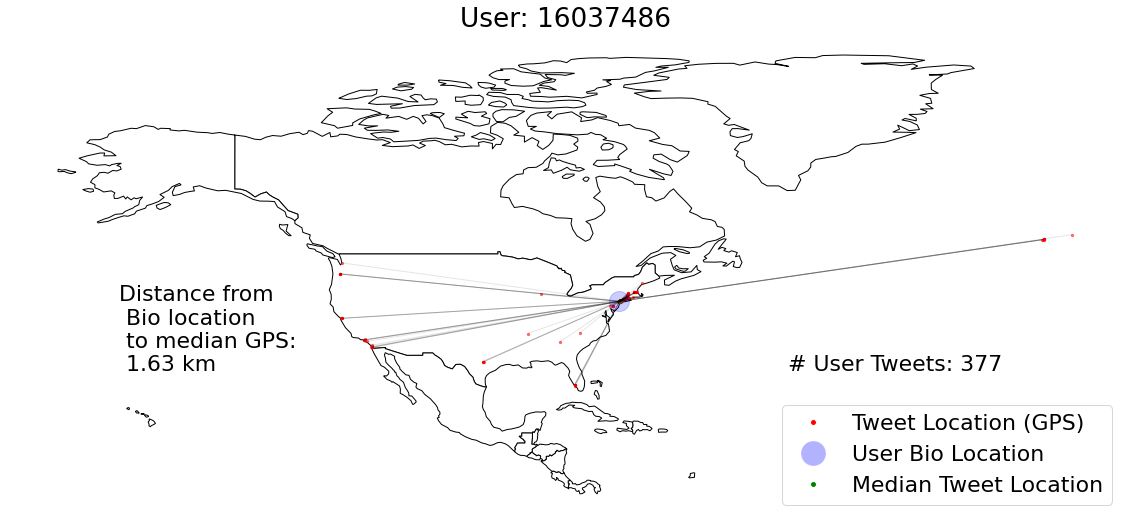 User: 16037486
Distance from
Bio location
to median GPS:
1.63 km
# User Tweets: 377
Tweet Location (GPS)
User Bio Location
Median Tweet Location